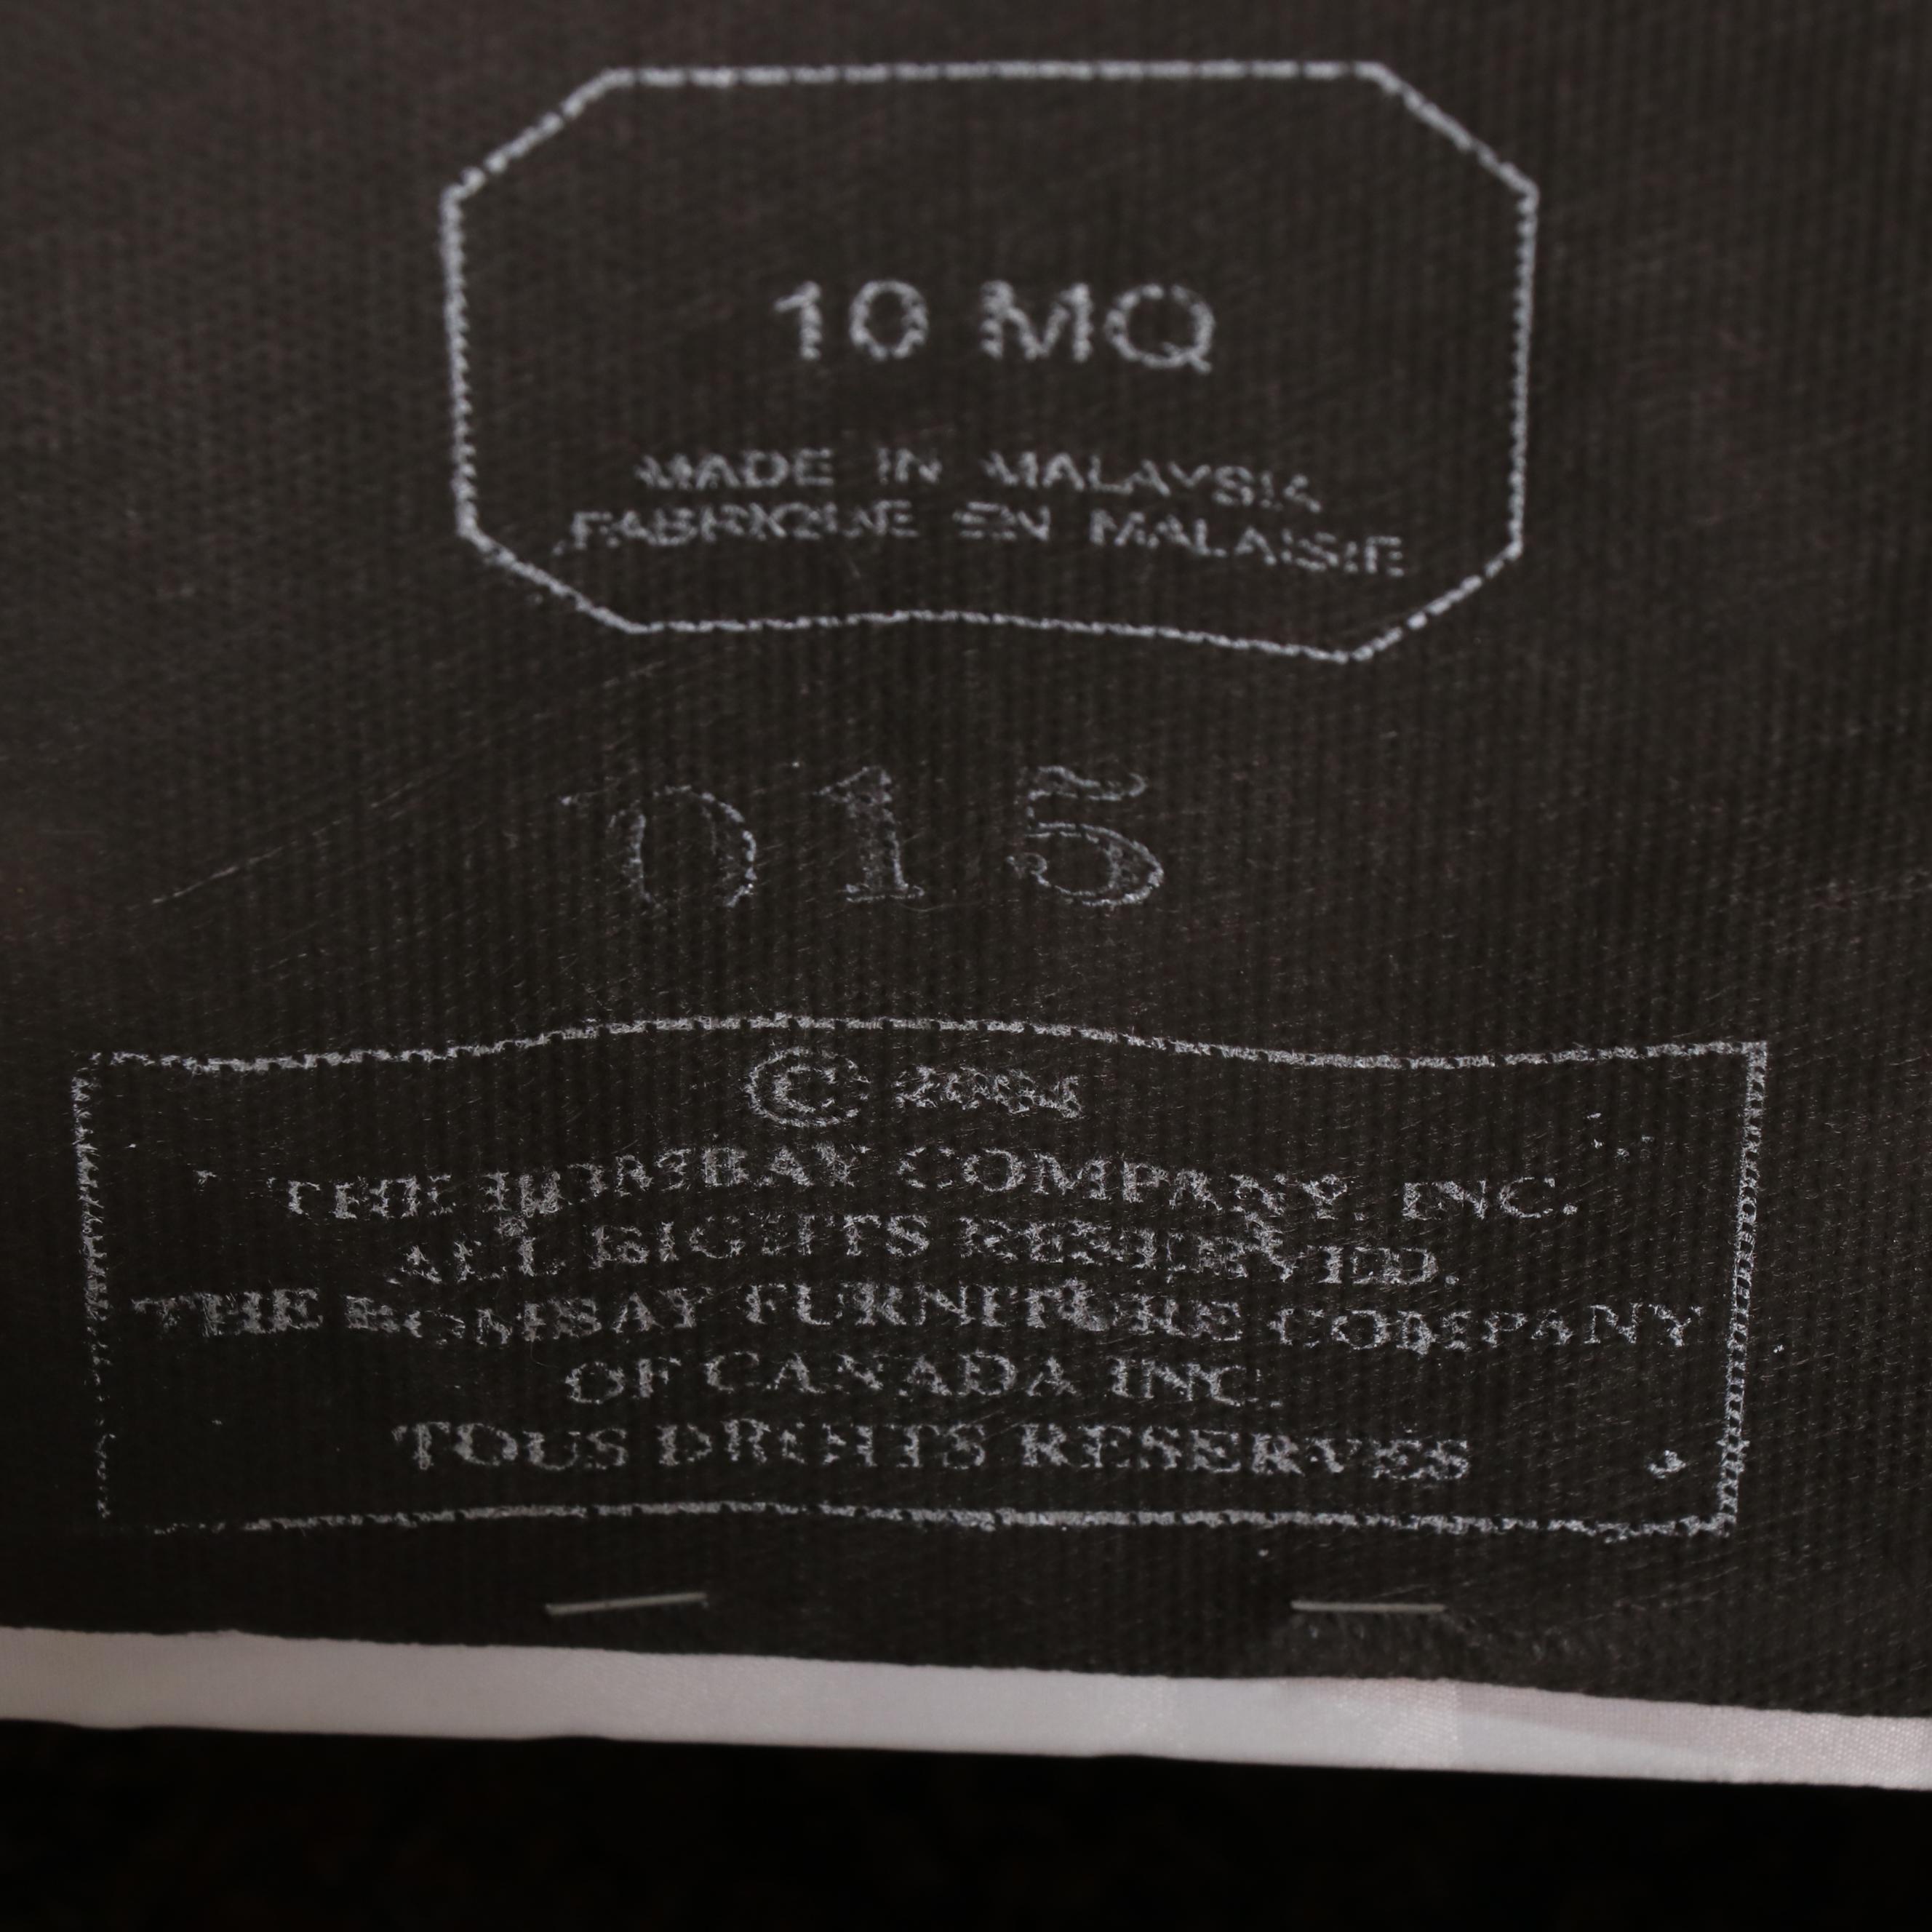 10 MQ
MADE IN MALAYSIA
FABRIQUE EN MALAISIE
015
© 2004
THE BOMBAY COMPANY, INC.
ALL RIGHTS RESERVED.
THE BOMBAY FURNITURE COMPANY
OF CANADA INC.
TOUS DROITS RESERVES